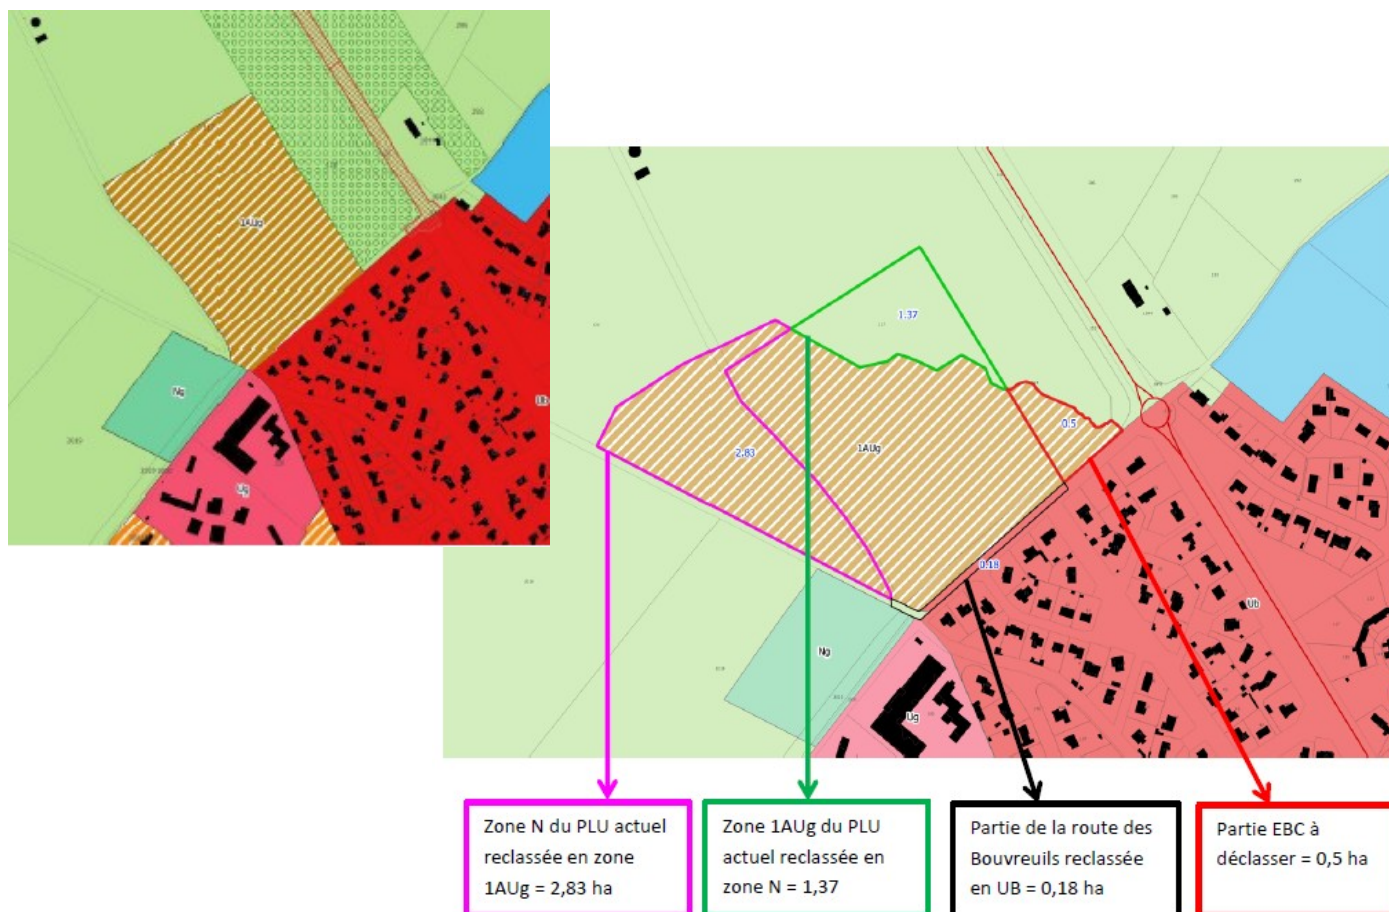 1AUg
Ng
Ug
Ub
1.37
0.5
2.83
1AUg
0.18
Ub
Ng
Ug
Zone N du PLU actuel
reclassée en zone
1AUg = 2,83 ha
Zone 1AUg du PLU
actuel reclassée en
zone N = 1,37
Partie de la route des
Bouvreuils reclassée
en UB = 0,18 ha
Partie EBC à
déclasser = 0,5 ha